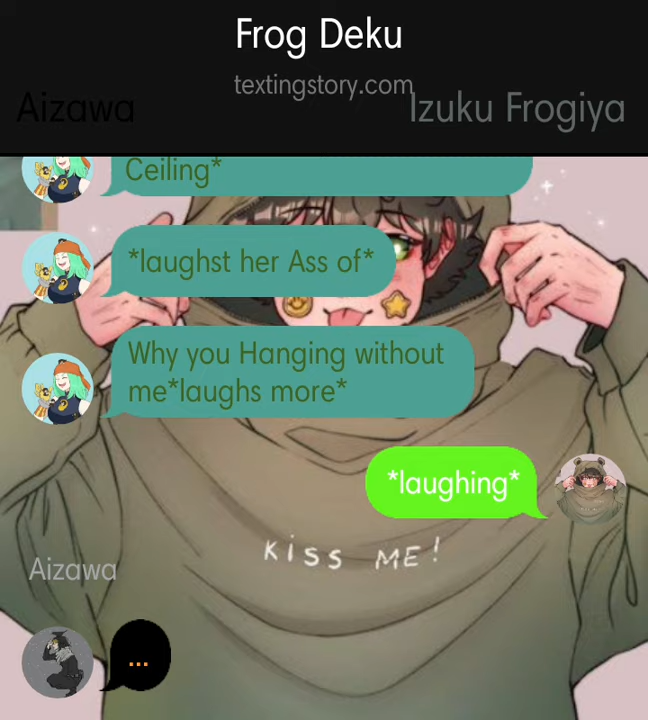 Frog Deku
textingstory.com
Aizawa
Izuku Frogiya
Ceiling*
*laughst her Ass of*
Why you Hanging without
me*laughs more*
*laughing*
KISS ME!
Aizawa
...